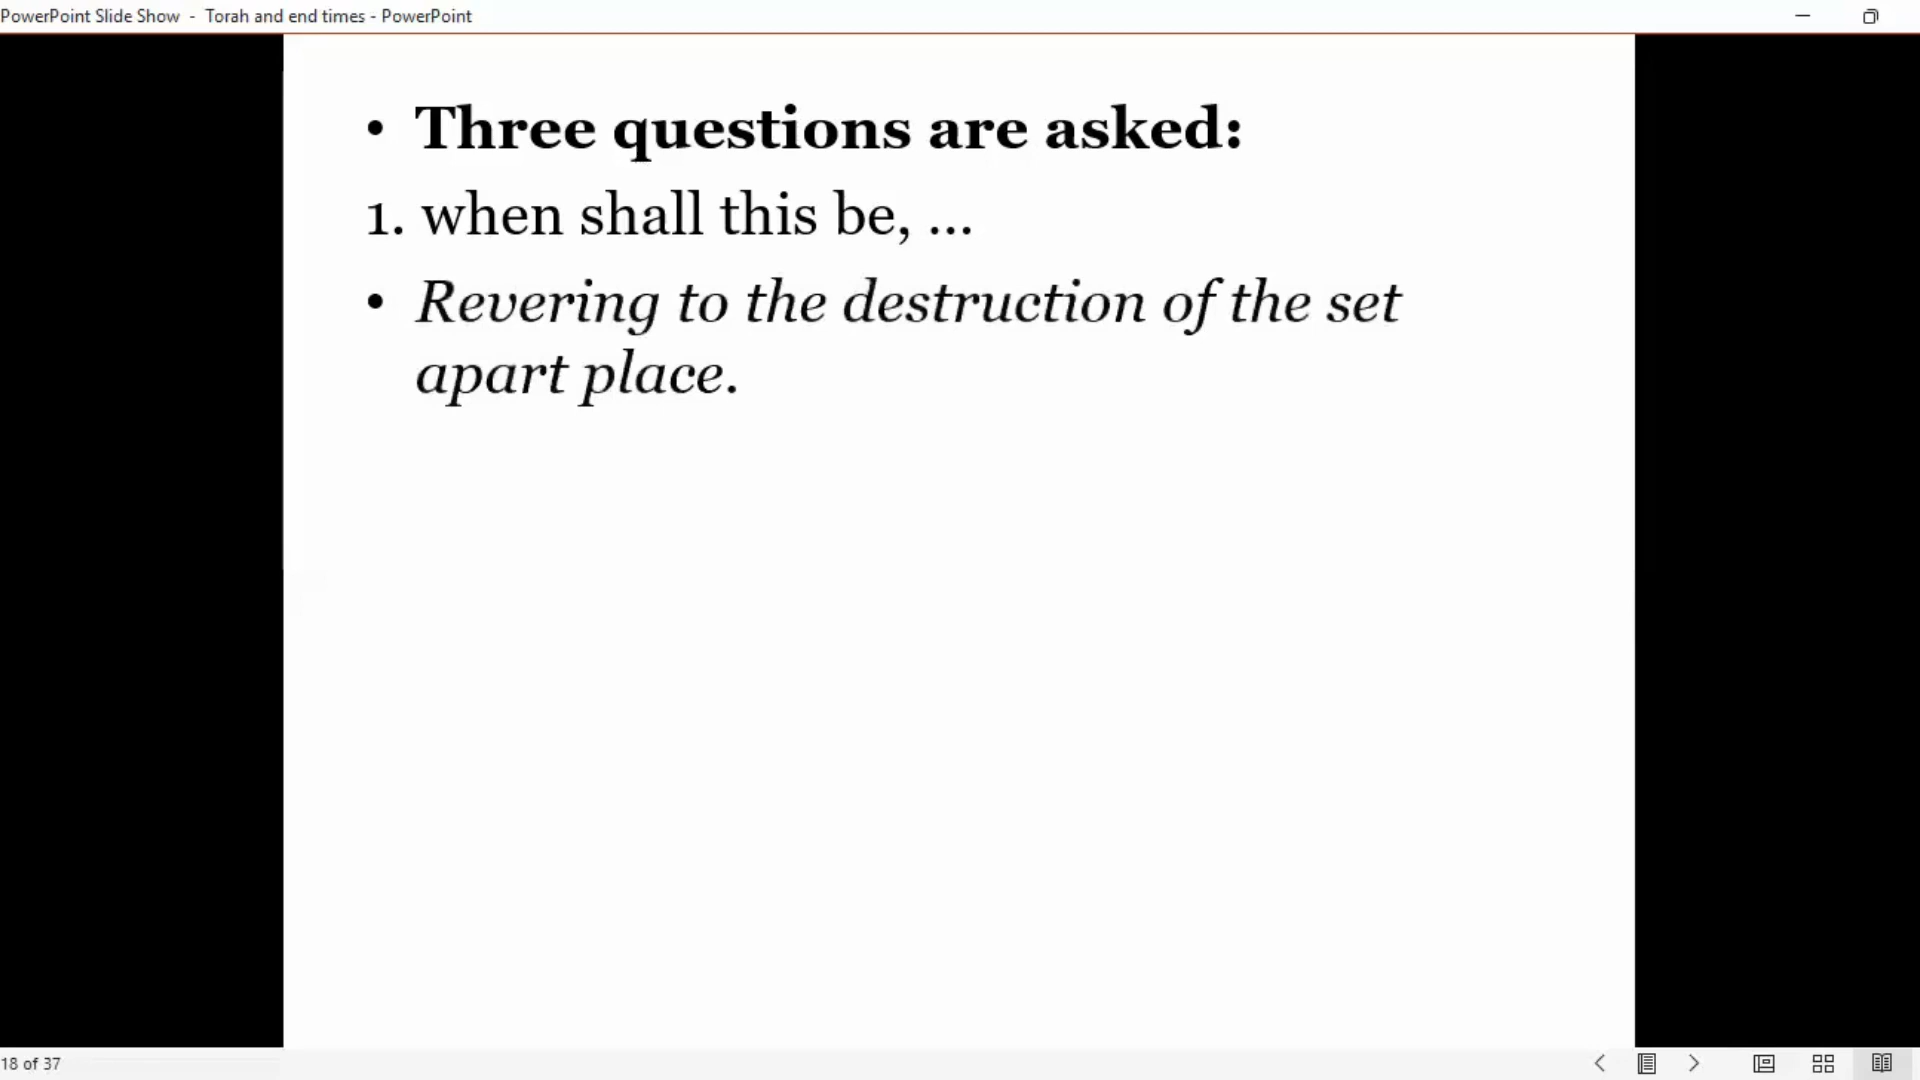 PowerPoint Slide Show - Torah and end times - PowerPoint
• Three questions are asked:
1. when shall this be, ...
• Revering to the destruction of the set
apart place.
18 of 37